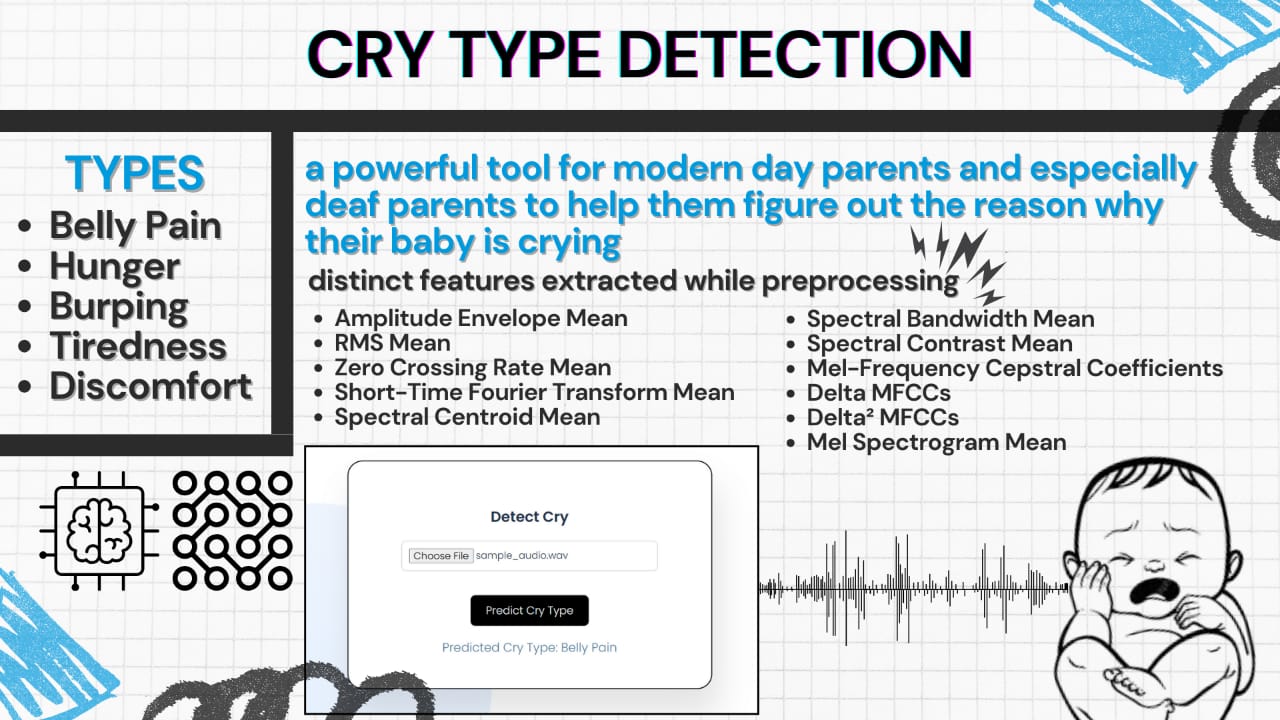 CRY TYPE DETECTION
TYPES
• Belly Pain
• Hunger
• Burping
• Tiredness
• Discomfort
a powerful tool for modern day parents and especially
deaf parents to help them figure out the reason why
their baby is crying
distinct features extracted while preprocessing
• Amplitude Envelope Mean
• RMS Mean
• Zero Crossing Rate Mean
• Short-Time Fourier Transform Mean
• Spectral Centroid Mean
• Spectral Bandwidth Mean
• Spectral Contrast Mean
• Mel-Frequency Cepstral Coefficients
• Delta MFCCs
• Delta² MFCCs
• Mel Spectrogram Mean
Detect Cry
Choose File sample_audio.wav
Predict Cry Type
Predicted Cry Type: Belly Pain